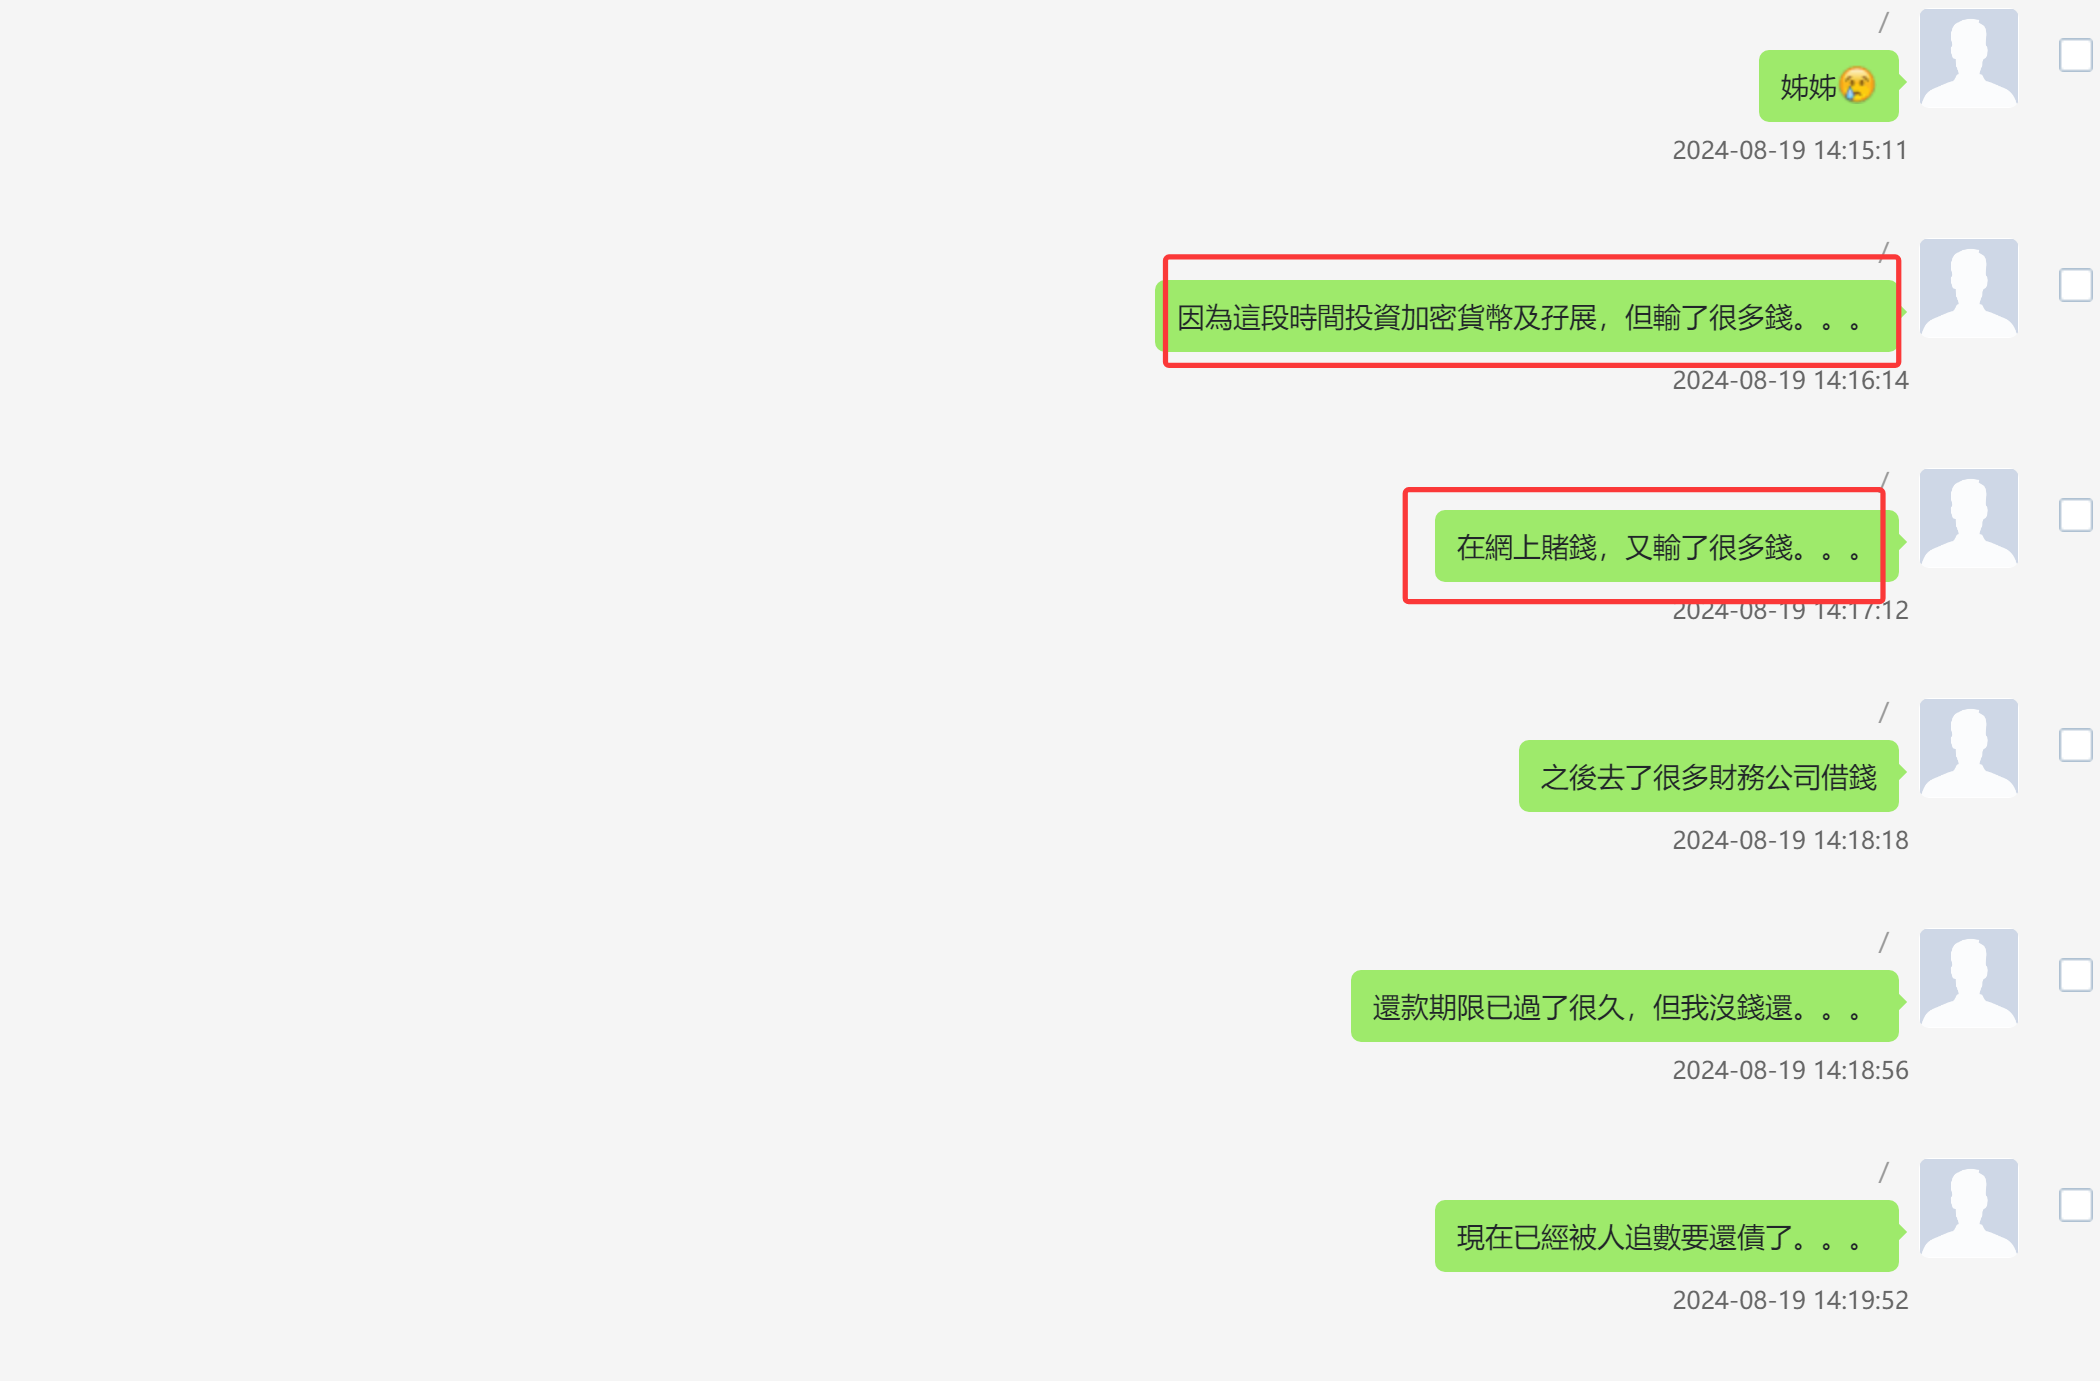 /
姊姊😢
2024-08-19 14:15:11
/
因為這段時間投資加密貨幣及孖展，但輸了很多錢。。。
2024-08-19 14:16:14
/
在網上賭錢，又輸了很多錢。。。
2024-08-19 14:17:12
/
之後去了很多財務公司借錢
2024-08-19 14:18:18
/
還款期限已過了很久，但我沒錢還。。。
2024-08-19 14:18:56
/
現在已經被人追數要還債了。。。
2024-08-19 14:19:52